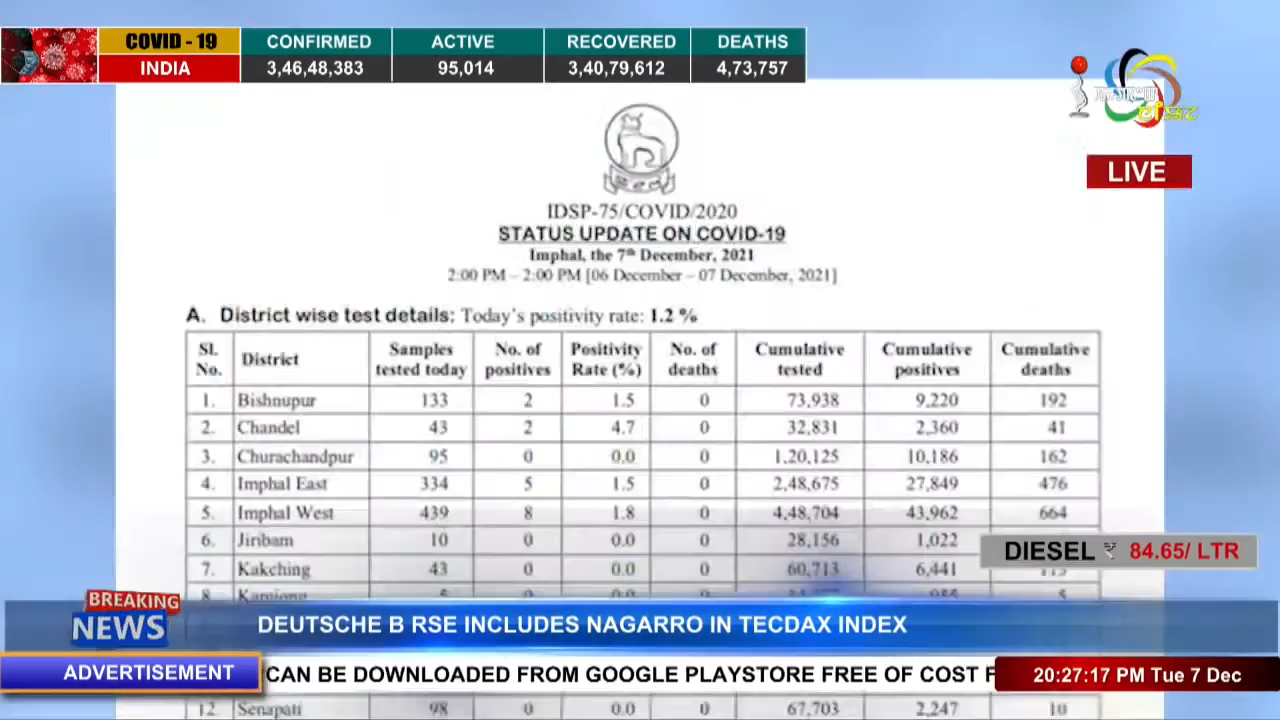 COVID - 19 CONFIRMED ACTIVE RECOVERED DEATHS
INDIA 3,46,48,383 95,014 3,40,79,612 4,73,757
LIVE
IDSP-75/COVID/2020
STATUS UPDATE ON COVID-19
Imphal, the 7th December, 2021
2:00 PM – 2:00 PM [06 December – 07 December, 2021]
A. District wise test details: Today's positivity rate: 1.2 %
Sl. No. District Samples tested today No. of positives Positivity Rate (%) No. of deaths Cumulative tested Cumulative positives Cumulative deaths
1. Bishnupur 133 2 1.5 0 73,938 9,220 192
2. Chandel 43 2 4.7 0 32,831 2,360 41
3. Churachandpur 95 0 0.0 0 1,20,125 10,186 162
4. Imphal East 334 5 1.5 0 2,48,675 27,849 476
5. Imphal West 439 8 1.8 0 4,48,704 43,962 664
6. Jiribam 10 0 0.0 0 28,156 1,022
DIESEL ₹ 84.65/ LTR
7. Kakching 43 0 0.0 0 60,713 6,441
8. Kamjong
BREAKING
NEWS
DEUTSCHE B RSE INCLUDES NAGARRO IN TECDAX INDEX
ADVERTISEMENT CAN BE DOWNLOADED FROM GOOGLE PLAYSTORE FREE OF COST F 20:27:17 PM Tue 7 Dec
12. Senapati 98 0 0.0 0 67,703 2,247 10